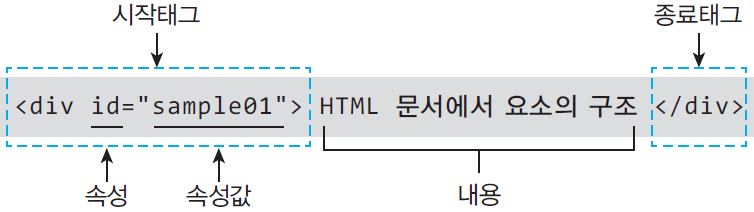 시작태그 종료태그
<div id="sample01"> HTML 문서에서 요소의 구조 </div>
속성 속성값 내용